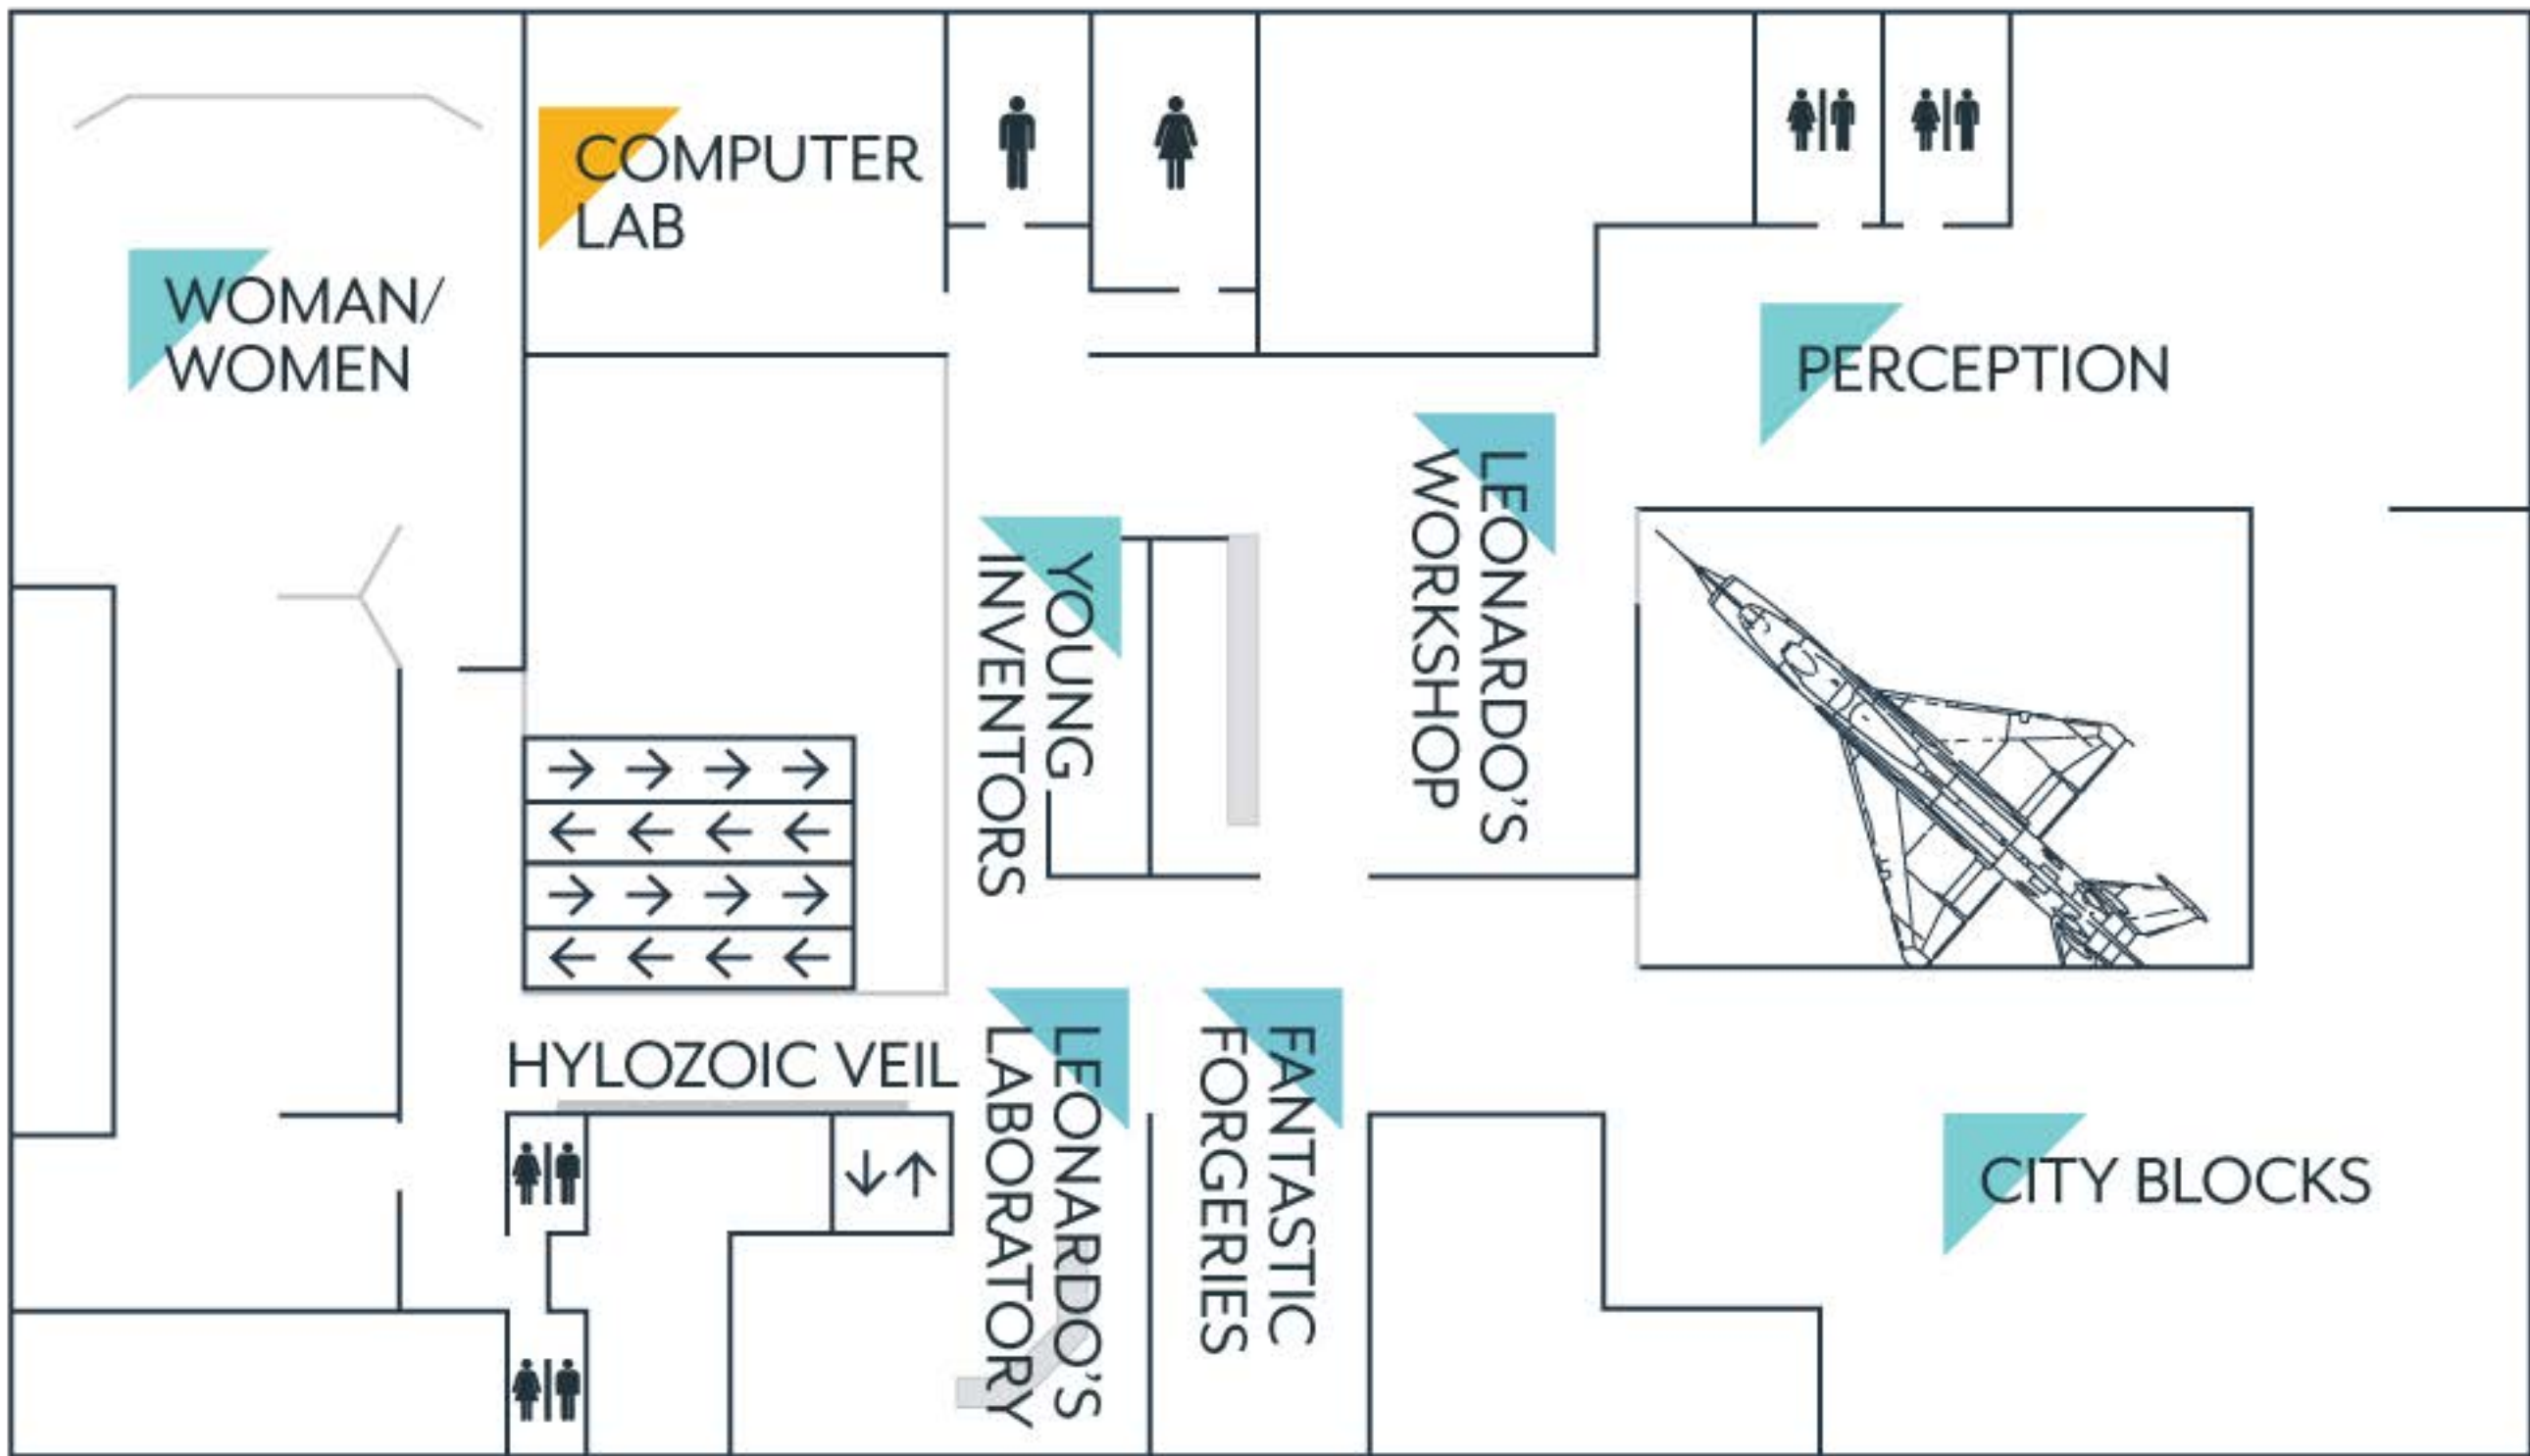 COMPUTER
LAB
WOMAN/
WOMEN
PERCEPTION
LEONARDO'S
WORKSHOP
YOUNG
INVENTORS
HYLOZOIC VEIL
LEONARDO'S
LABORATORY
FANTASTIC
FORGERIES
CITY BLOCKS